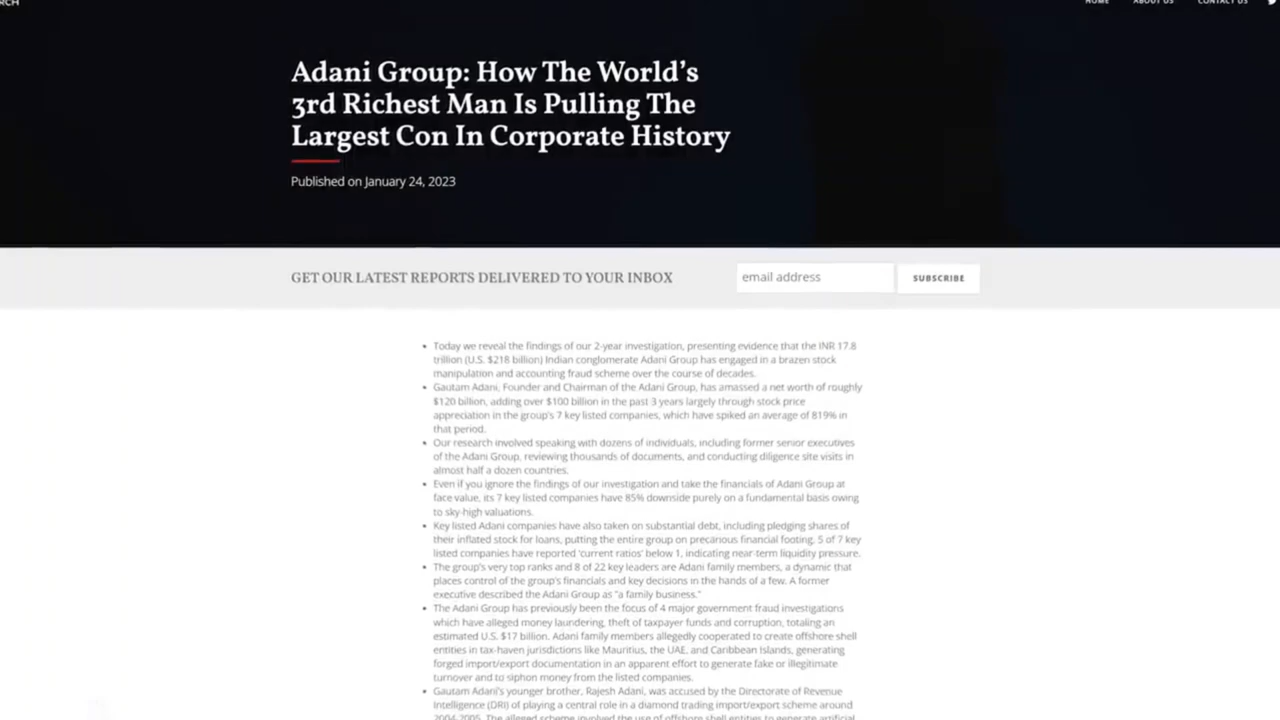 RCH
HOME ABOUT US CONTACT US
Adani Group: How The World’s
3rd Richest Man Is Pulling The
Largest Con In Corporate History
Published on January 24, 2023
GET OUR LATEST REPORTS DELIVERED TO YOUR INBOX
email address
SUBSCRIBE
• Today we reveal the findings of our 2-year investigation, presenting evidence that the INR 17.8
trillion (U.S. $218 billion) Indian conglomerate Adani Group has engaged in a brazen stock
manipulation and accounting fraud scheme over the course of decades.
• Gautam Adani, Founder and Chairman of the Adani Group, has amassed a net worth of roughly
$120 billion, adding over $100 billion in the past 3 years largely through stock price
appreciation in the group’s 7 key listed companies, which have spiked an average of 819% in
that period.
• Our research involved speaking with dozens of individuals, including former senior executives
of the Adani Group, reviewing thousands of documents, and conducting diligence site visits in
almost half a dozen countries.
• Even if you ignore the findings of our investigation and take the financials of Adani Group at
face value, its 7 key listed companies have 85% downside purely on a fundamental basis owing
to sky-high valuations.
• Key listed Adani companies have also taken on substantial debt, including pledging shares of
their inflated stock for loans, putting the entire group on precarious financial footing. 5 of 7 key
listed companies have reported ‘current ratios’ below 1, indicating near-term liquidity pressure.
• The group’s very top ranks and 8 of 22 key leaders are Adani family members, a dynamic that
places control of the group’s financials and key decisions in the hands of a few. A former
executive described the Adani Group as “a family business.”
• The Adani Group has previously been the focus of 4 major government fraud investigations
which have alleged money laundering, theft of taxpayer funds and corruption, totaling an
estimated U.S. $17 billion. Adani family members allegedly cooperated to create offshore shell
entities in tax-haven jurisdictions like Mauritius, the UAE, and Caribbean Islands, generating
forged import/export documentation in an apparent effort to generate fake or illegitimate
turnover and to siphon money from the listed companies.
• Gautam Adani’s younger brother, Rajesh Adani, was accused by the Directorate of Revenue
Intelligence (DRI) of playing a central role in a diamond trading import/export scheme around
2004-2005. The alleged scheme involved the use of offshore shell entities to generate artificial